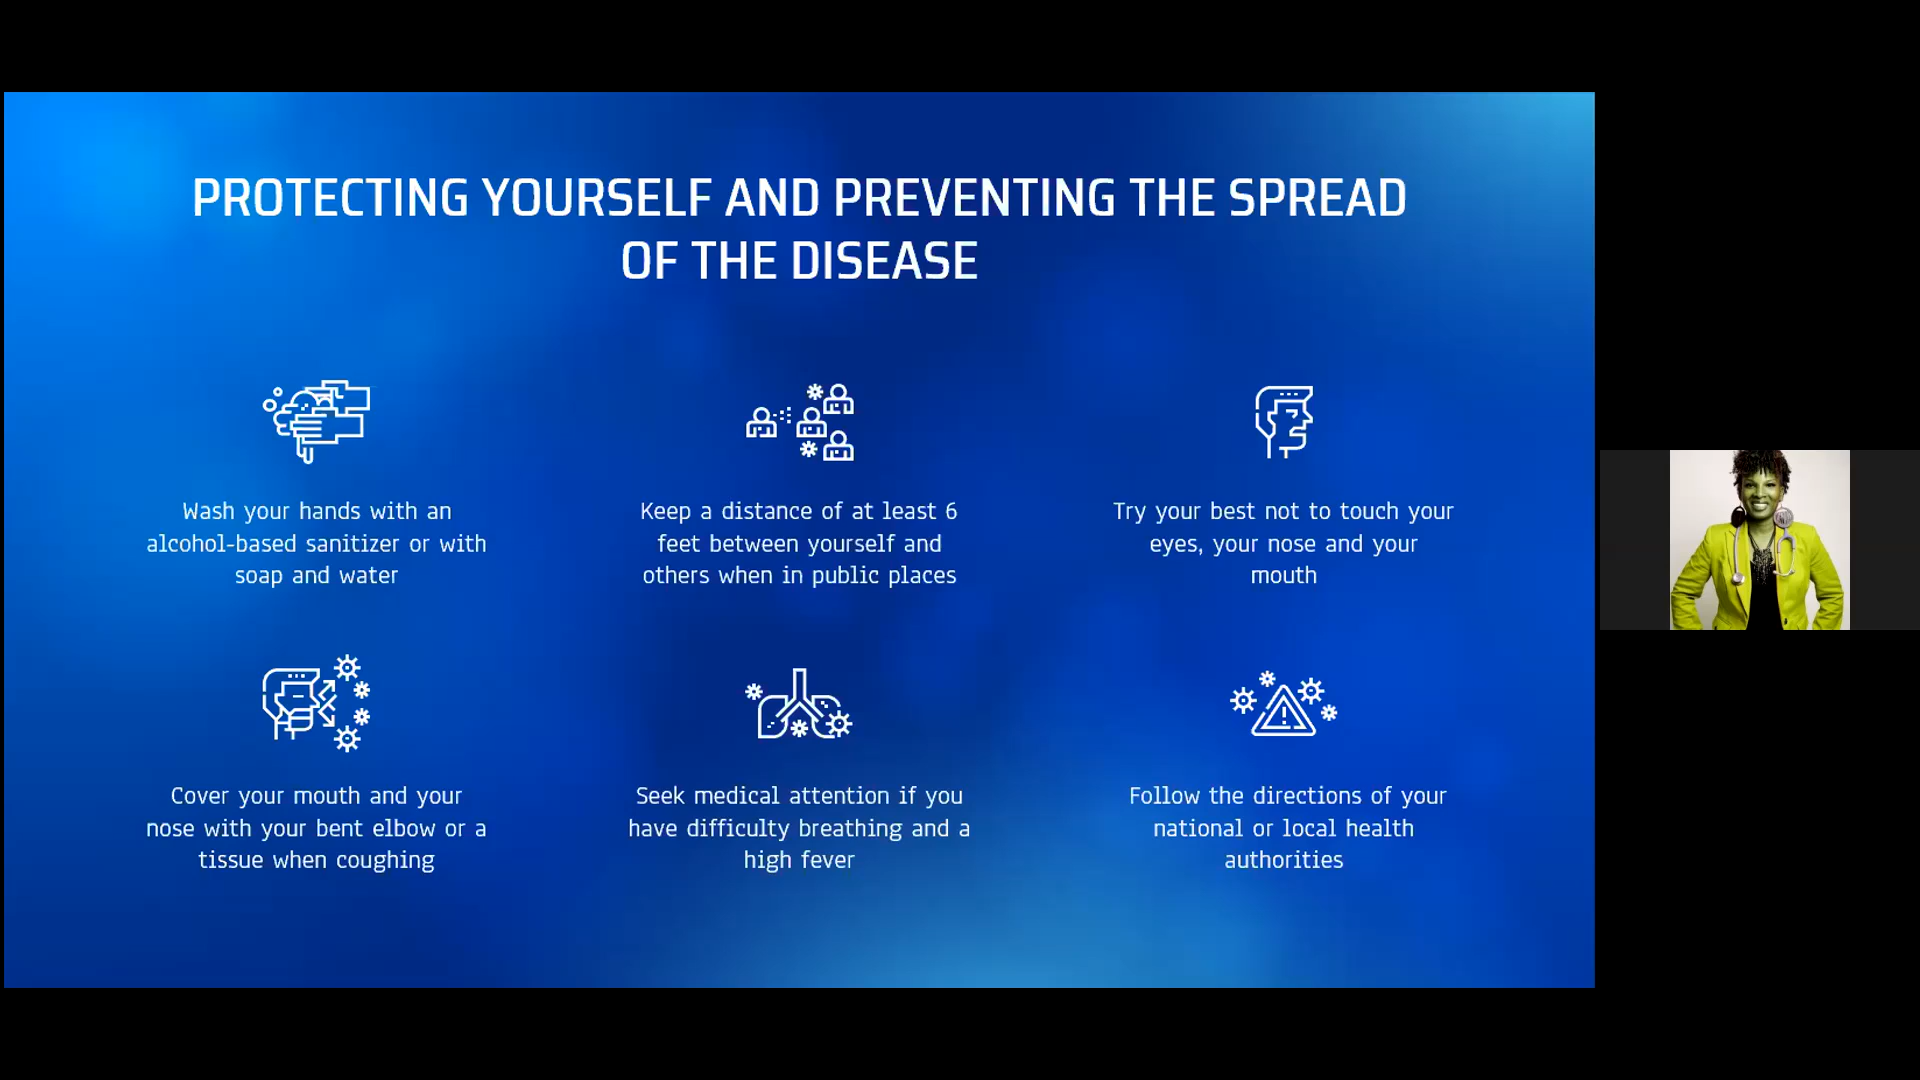 PROTECTING YOURSELF AND PREVENTING THE SPREAD
OF THE DISEASE
Wash your hands with an
alcohol-based sanitizer or with
soap and water
Keep a distance of at least 6
feet between yourself and
others when in public places
Try your best not to touch your
eyes, your nose and your
mouth
Cover your mouth and your
nose with your bent elbow or a
tissue when coughing
Seek medical attention if you
have difficulty breathing and a
high fever
Follow the directions of your
national or local health
authorities